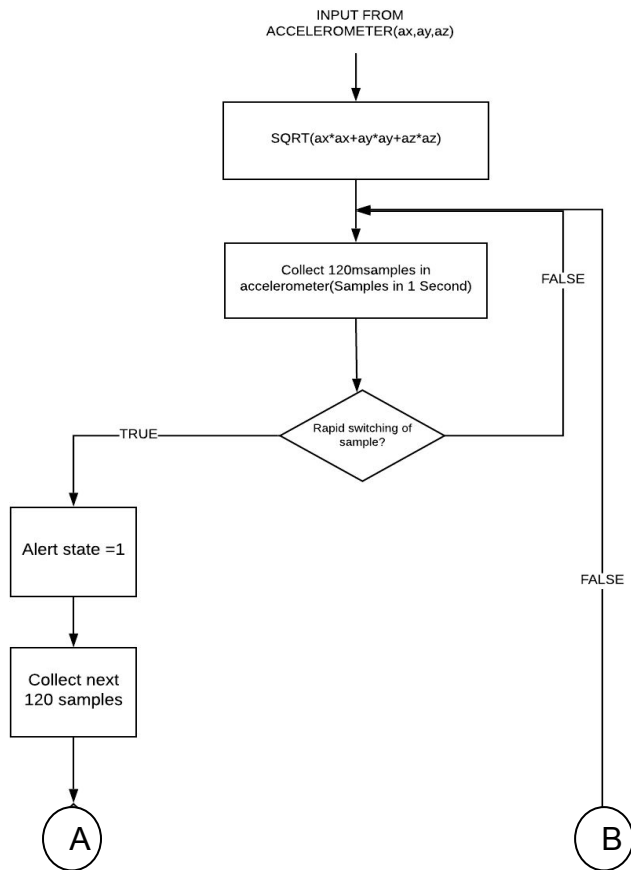 INPUT FROM
ACCELEROMETER(ax,ay,az)
SQRT(ax*ax+ay*ay+az*az)
Collect 120msamples in
accelerometer(Samples in 1 Second)
FALSE
Rapid switching of
sample?
TRUE
Alert state =1
FALSE
Collect next
120 samples
A
B